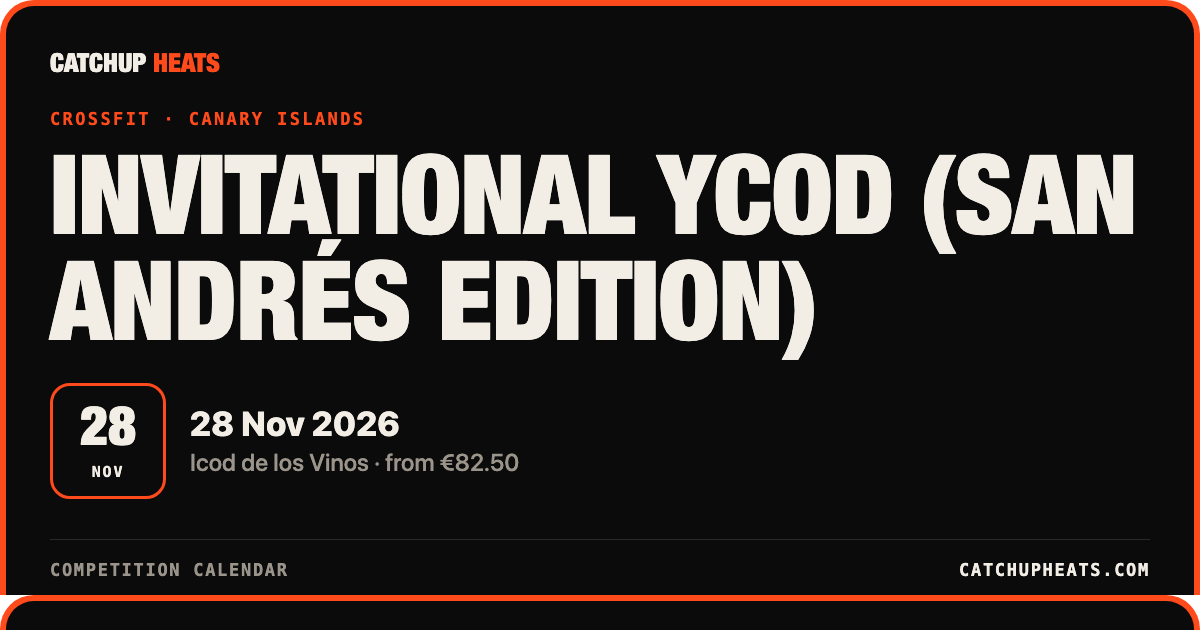 CATCHUP HEATS
CROSSFIT · CANARY ISLANDS
INVITATIONAL YCOD (SAN
ANDRÉS EDITION)
28
NOV
28 Nov 2026
Icod de los Vinos · from €82.50
COMPETITION CALENDAR
CATCHUPHEATS.COM